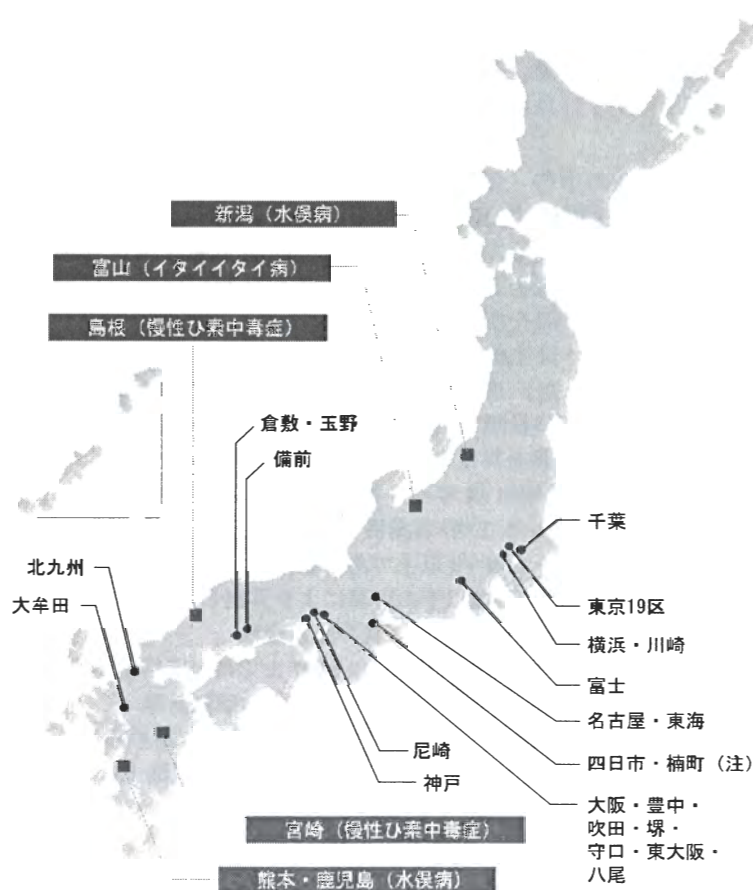 新潟（水俣病）
富山（イタイイタイ病）
島根（慢性ひ素中毒症）
倉敷・玉野
備前
千葉
北九州
大牟田
東京19区
横浜・川崎
富士
名古屋・東海
尼崎
四日市・楠町（注）
神戸
大阪・豊中・
吹田・堺・
守口・東大阪・
八尾
宮崎（慢性ひ素中毒症）
熊本・鹿児島（水俣病）